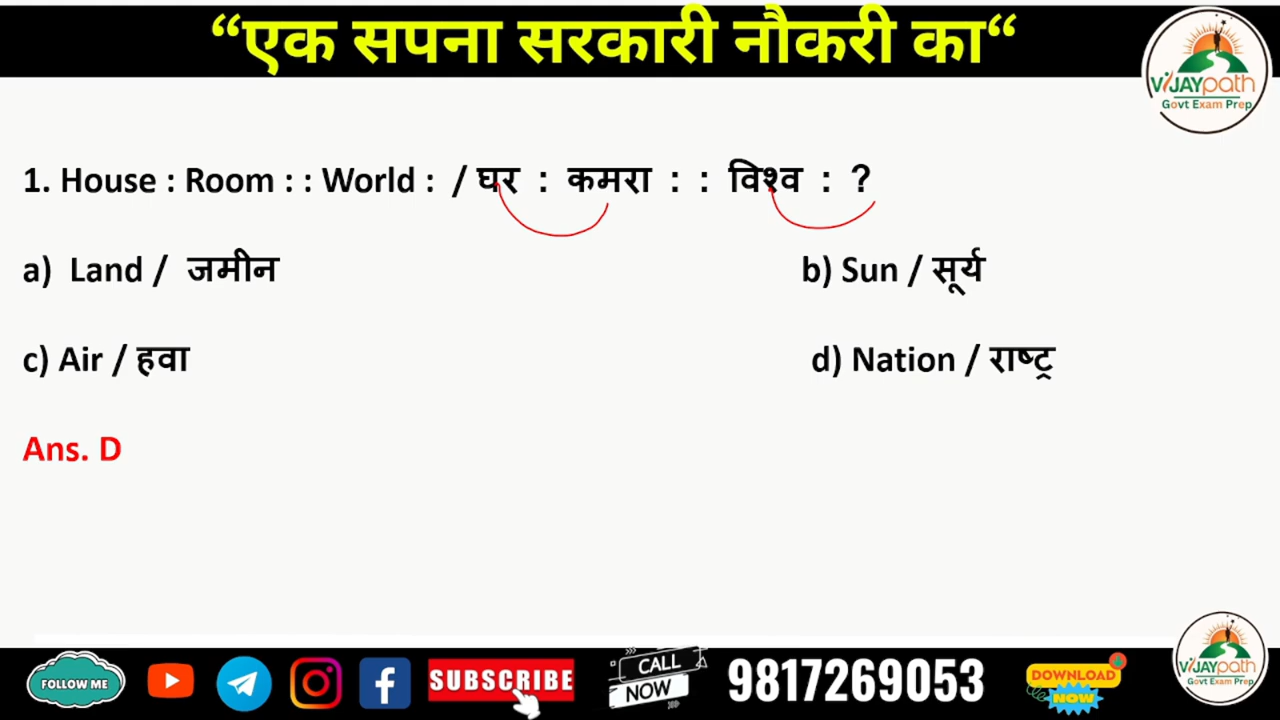 “एक सपना सरकारी नौकरी का“
ViJAYpath
Govt Exam Prep
1. House : Room : : World : / घर : कमरा : : विश्व : ?
a) Land / जमीन
b) Sun / सूर्य
c) Air / हवा
d) Nation / राष्ट्र
Ans. D
FOLLOW ME
SUBSCRIBE
CALL
NOW
9817269053
DOWNLOAD
NOW
ViJAYpath
Govt Exam Prep